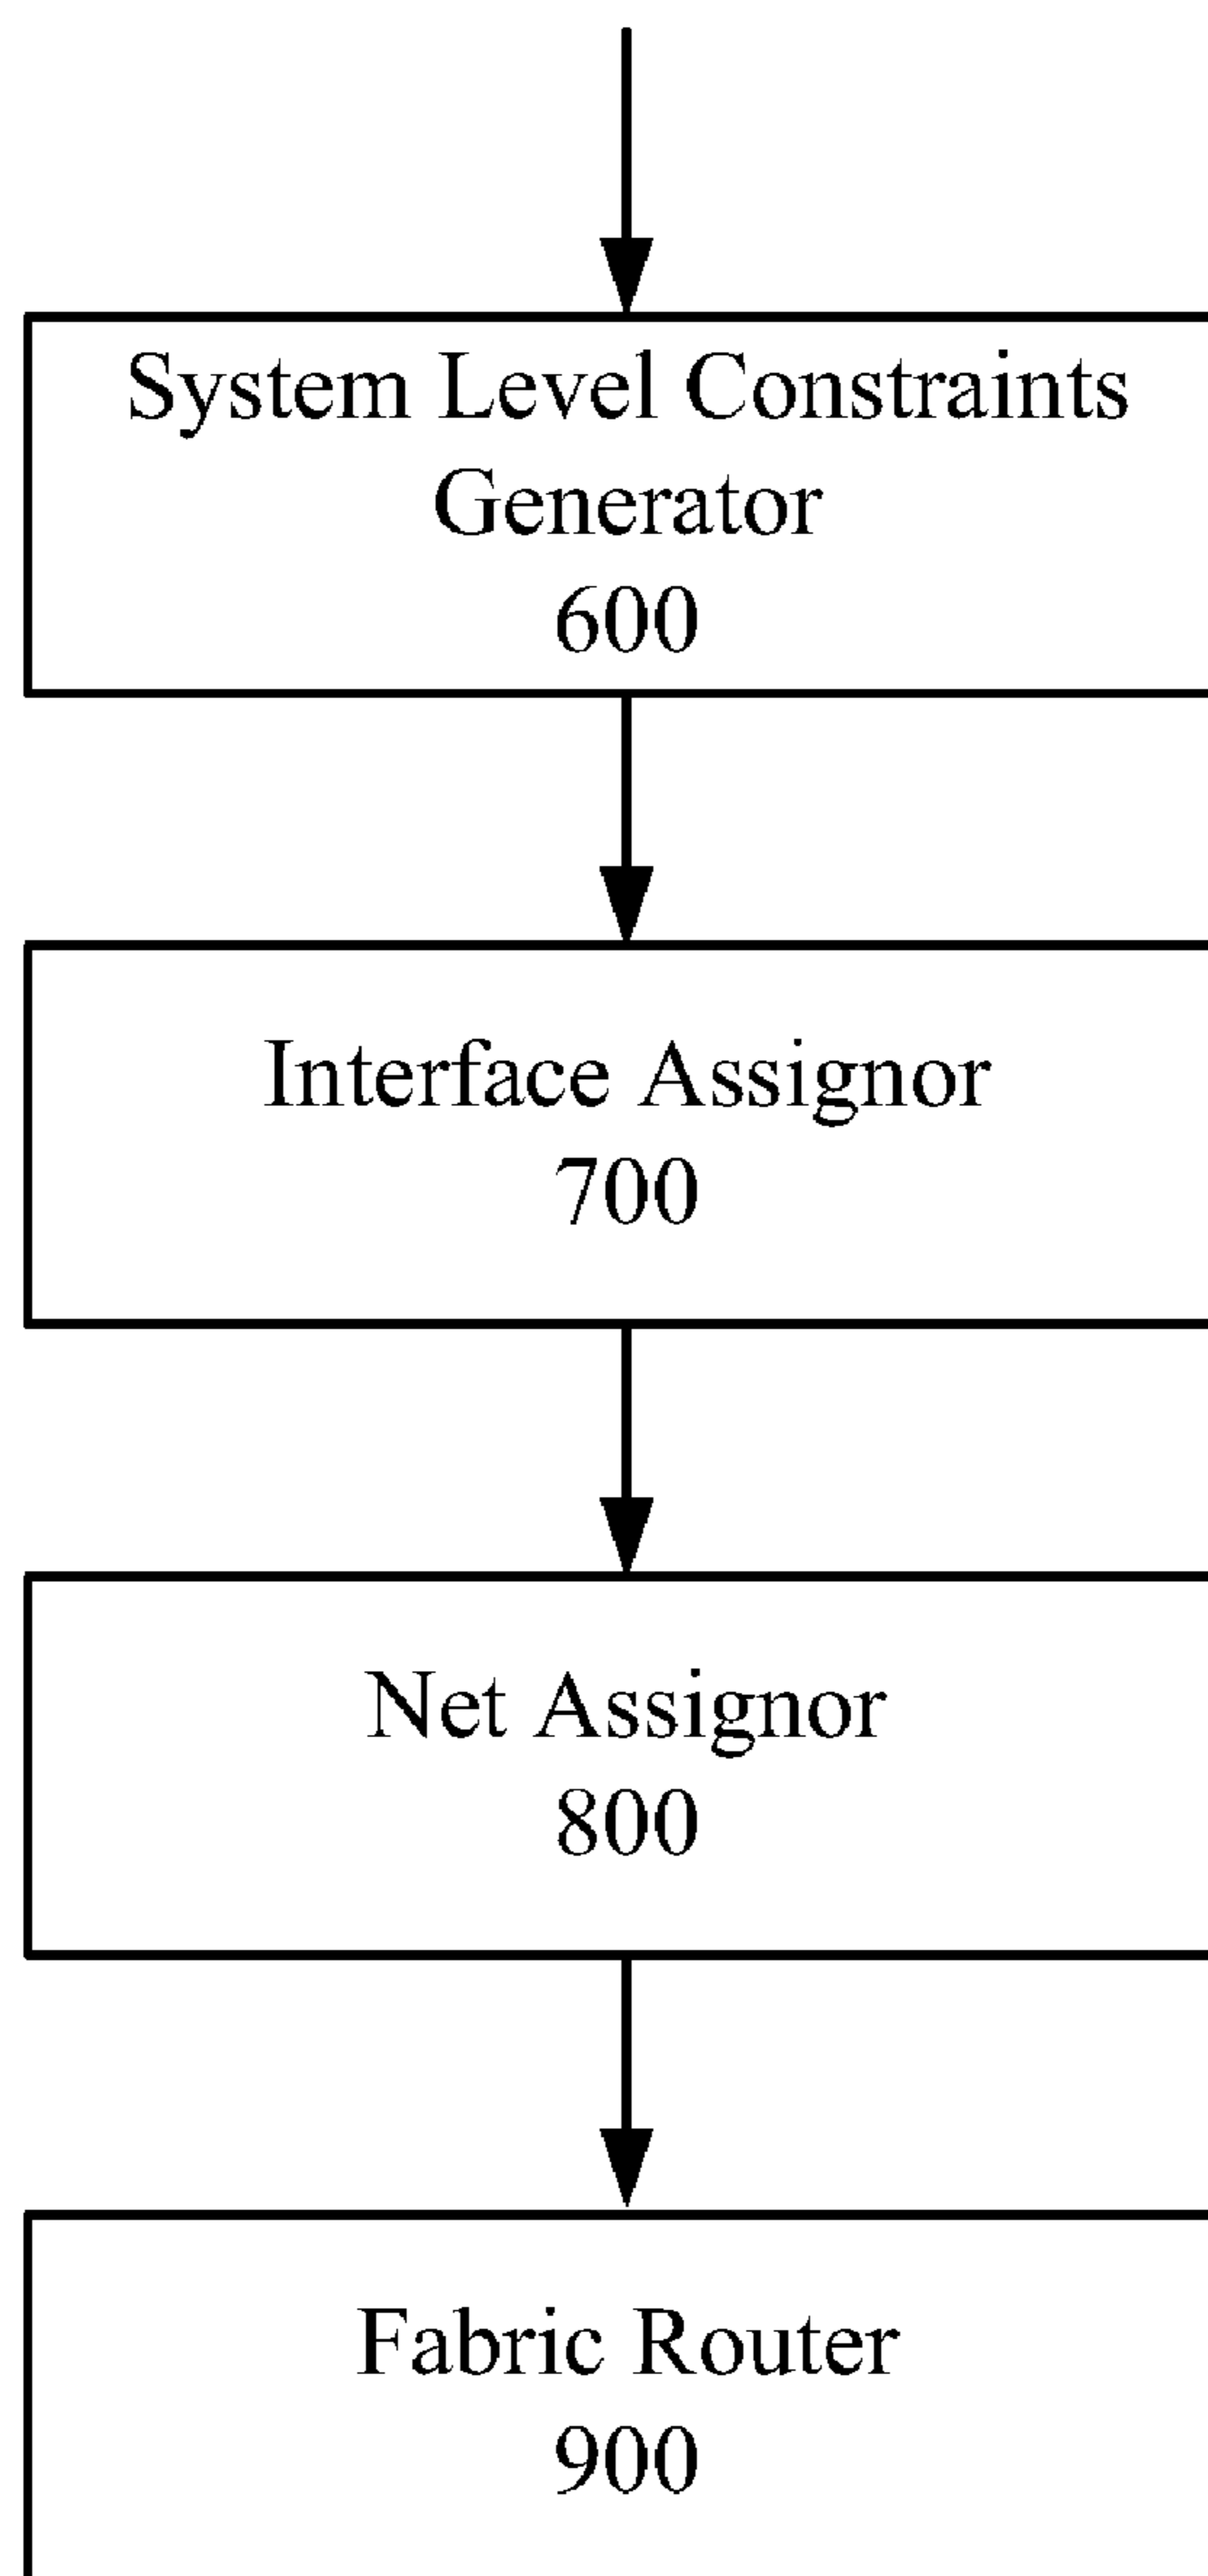 System Level Constraints
Generator
600
Interface Assignor
700
Net Assignor
800
Fabric Router
900